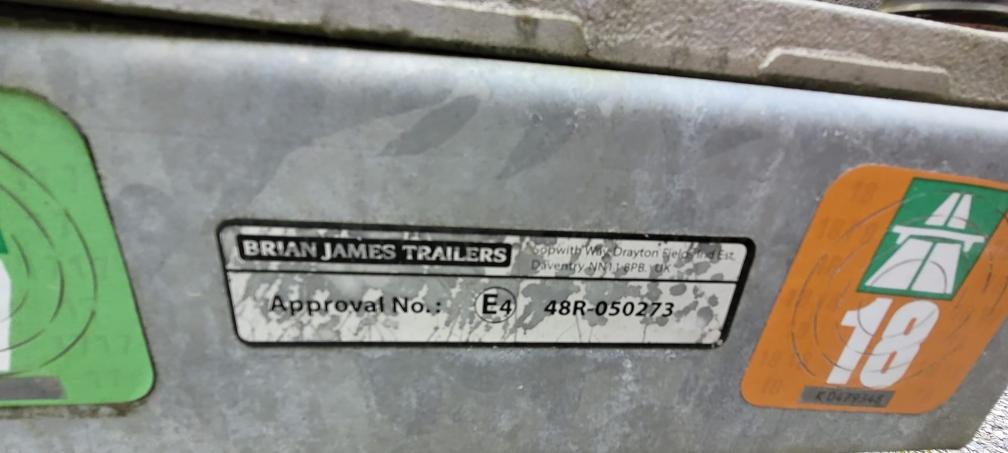 BRIAN JAMES TRAILERS
Sopwith Way, Drayton Fields Ind Est,
Daventry NN11 8PB. UK
Approval No.: E4 48R-050273
18